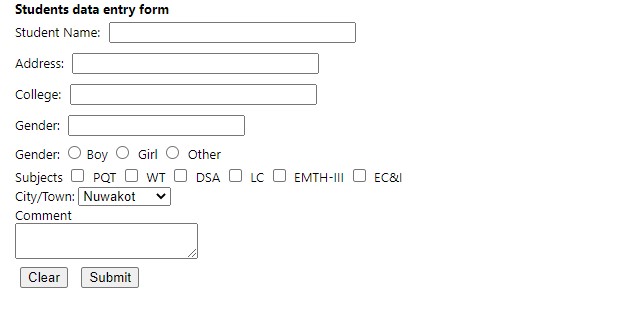 Students data entry form
Student Name:
Address:
College:
Gender:
Gender: Boy Girl Other
Subjects PQT WT DSA LC EMTH-III EC&I
City/Town: Nuwakot
Comment
Clear Submit